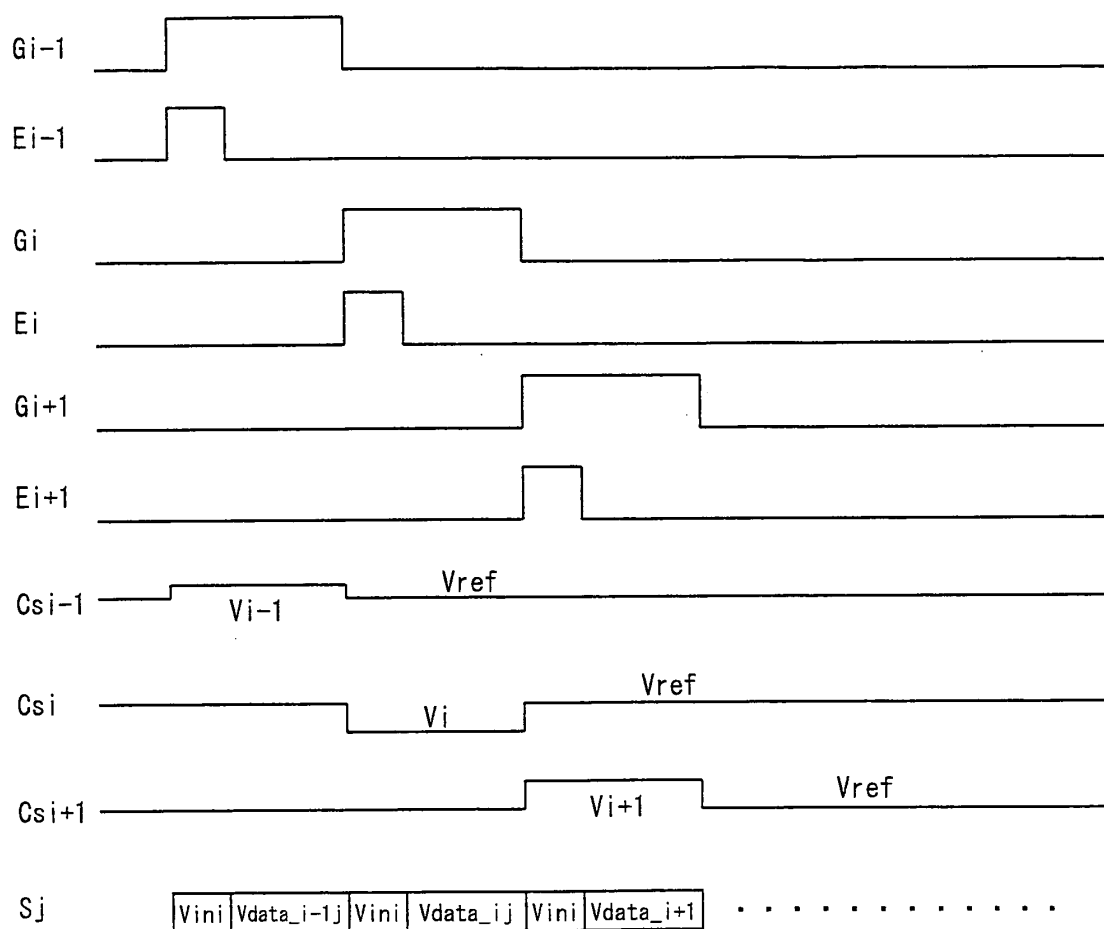 Gi-1
Ei-1
Gi
Ei
Gi+1
Ei+1
Csi-1 Vi-1 Vref
Csi Vi Vref
Csi+1 Vi+1 Vref
Sj Vini Vdata_i-1j Vini Vdata_ij Vini Vdata_i+1 . . . . . . . . . . . . .